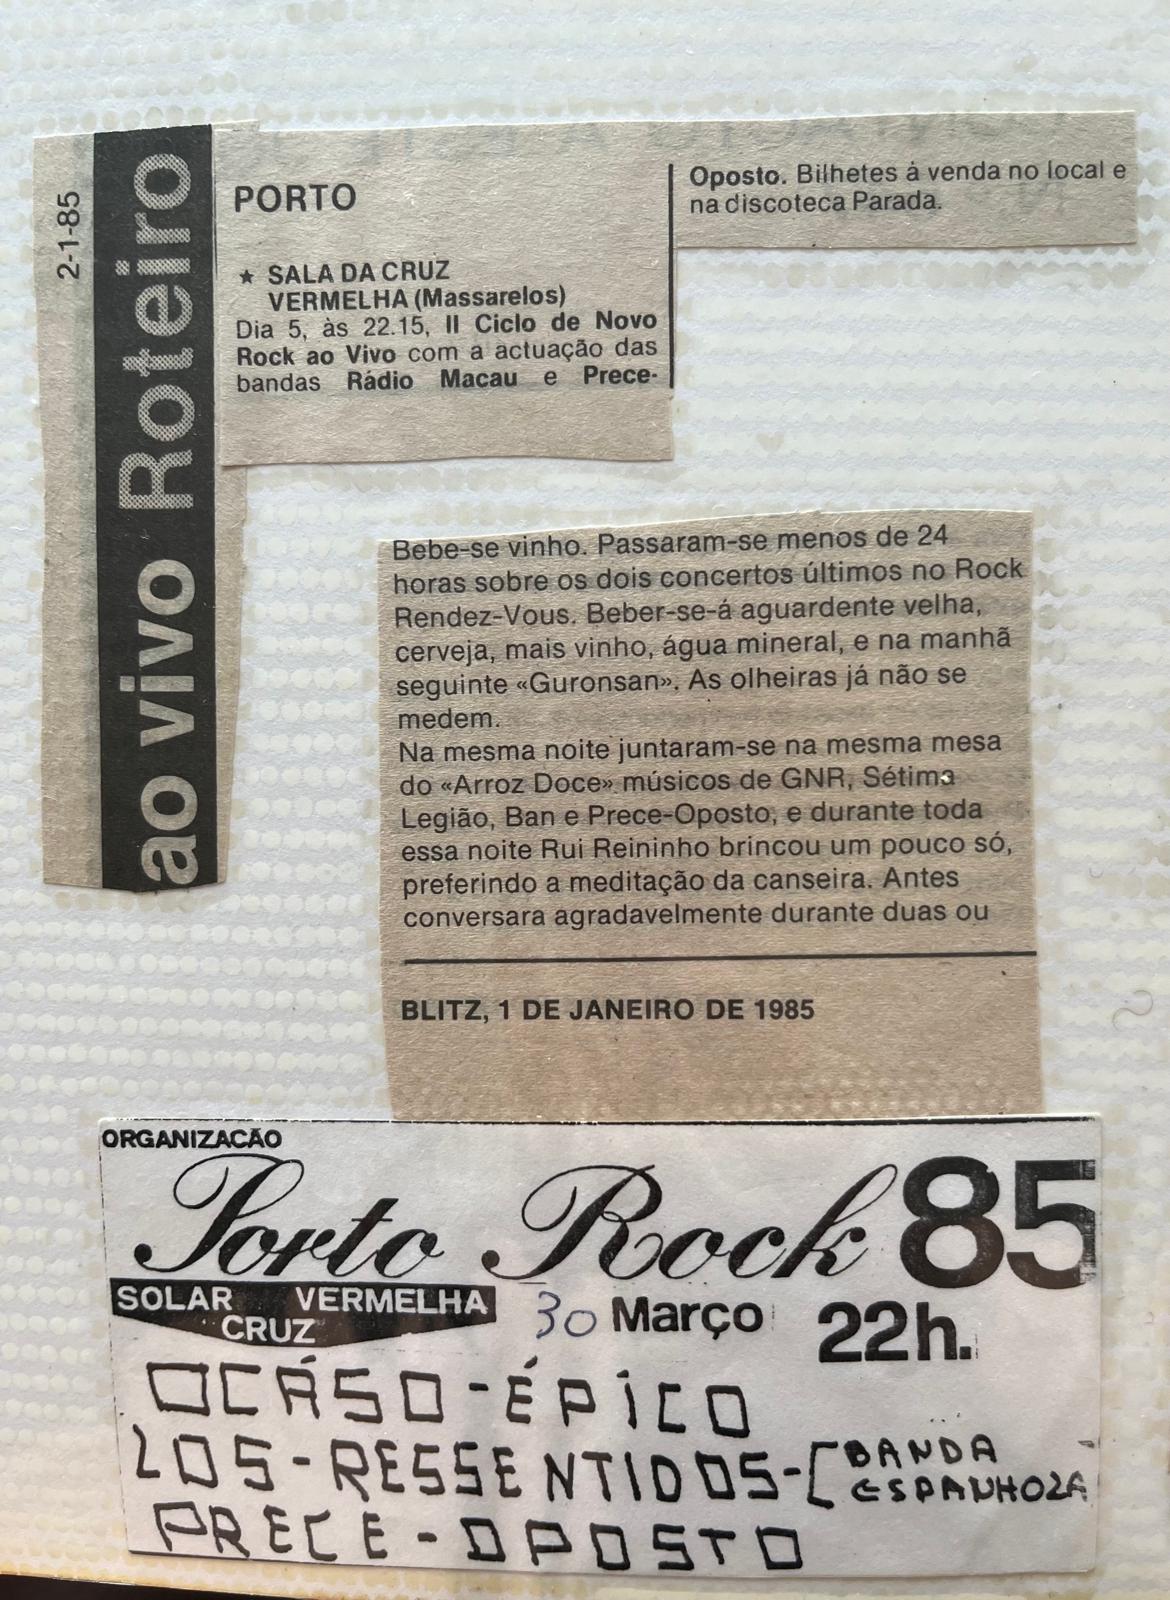 2-1-85
ao vivo Roteiro
PORTO
★ SALA DA CRUZ
VERMELHA (Massarelos)
Dia 5, às 22.15, II Ciclo de Novo
Rock ao Vivo com a actuação das
bandas Rádio Macau e Prece-
Oposto. Bilhetes á venda no local e
na discoteca Parada.
Bebe-se vinho. Passaram-se menos de 24
horas sobre os dois concertos últimos no Rock
Rendez-Vous. Beber-se-á aguardente velha,
cerveja, mais vinho, água mineral, e na manhã
seguinte «Guronsan». As olheiras já não se
medem.
Na mesma noite juntaram-se na mesma mesa
do «Arroz Doce» músicos de GNR, Sétima
Legião, Ban e Prece-Oposto, e durante toda
essa noite Rui Reininho brincou um pouco só,
preferindo a meditação da canseira. Antes
conversara agradavelmente durante duas ou
BLITZ, 1 DE JANEIRO DE 1985
ORGANIZACÃO
Porto Rock 85
SOLAR VERMELHA
CRUZ
30 Março 22h.
OCÁSO-ÉPICO
LOS-RESSENTIDOS-[BANDA
ESPANHOLA
PRECE-OPOSTO